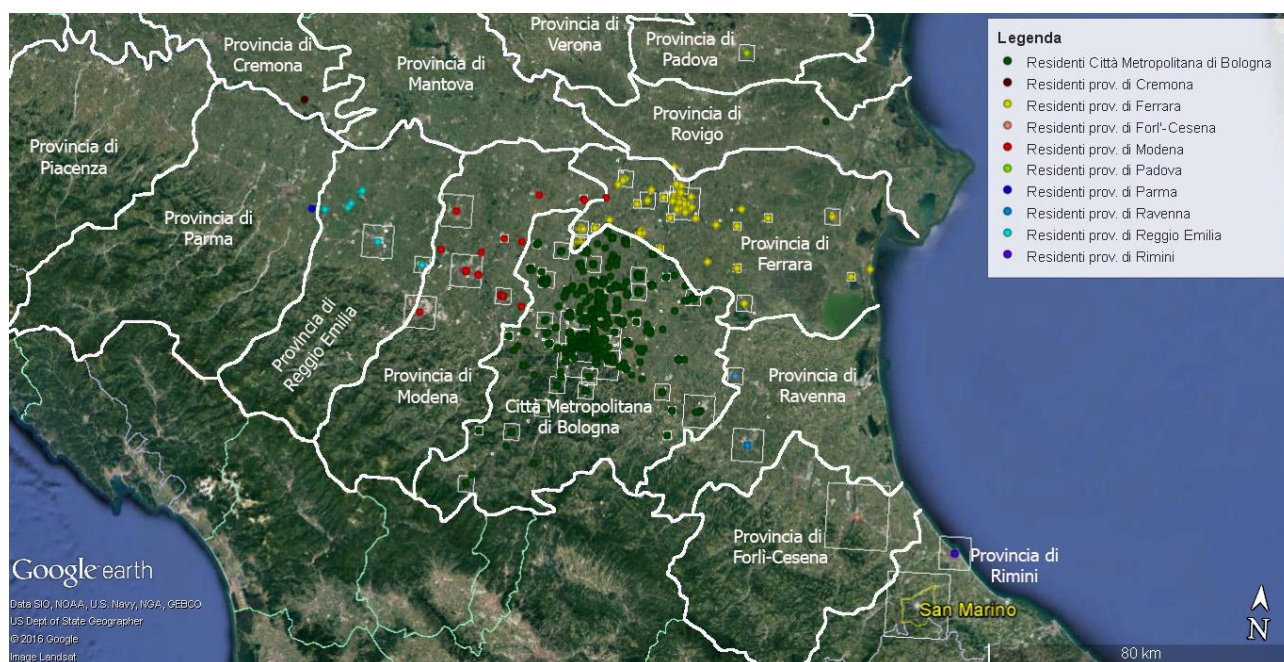 Provincia di
Cremona
Provincia di
Mantova
Provincia di
Verona
Provincia di
Padova
Provincia di
Rovigo
Provincia di
Piacenza
Provincia di
Parma
Provincia di
Reggio Emilia
Provincia di
Modena
Città Metropolitana
di Bologna
Provincia di
Ferrara
Provincia di
Ravenna
Provincia di
Forlì-Cesena
Provincia di
Rimini
San Marino
Legenda
Residenti Città Metropolitana di Bologna
Residenti prov. di Cremona
Residenti prov. di Ferrara
Residenti prov. di Forl'-Cesena
Residenti prov. di Modena
Residenti prov. di Padova
Residenti prov. di Parma
Residenti prov. di Ravenna
Residenti prov. di Reggio Emilia
Residenti prov. di Rimini
Google earth
Data SIO, NOAA, U.S. Navy, NGA, GEBCO
US Dept of State Geographer
© 2016 Google
Image Landsat
N
80 km